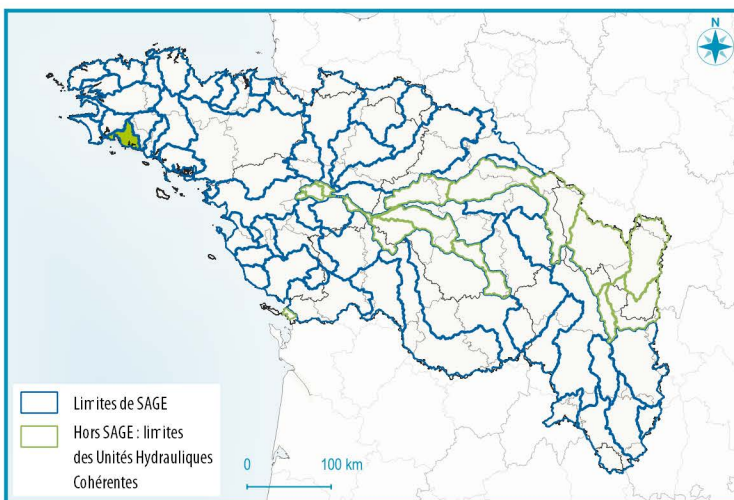 N
Limites de SAGE
Hors SAGE : limites
des Unités Hydrauliques
Cohérentes
0 100 km